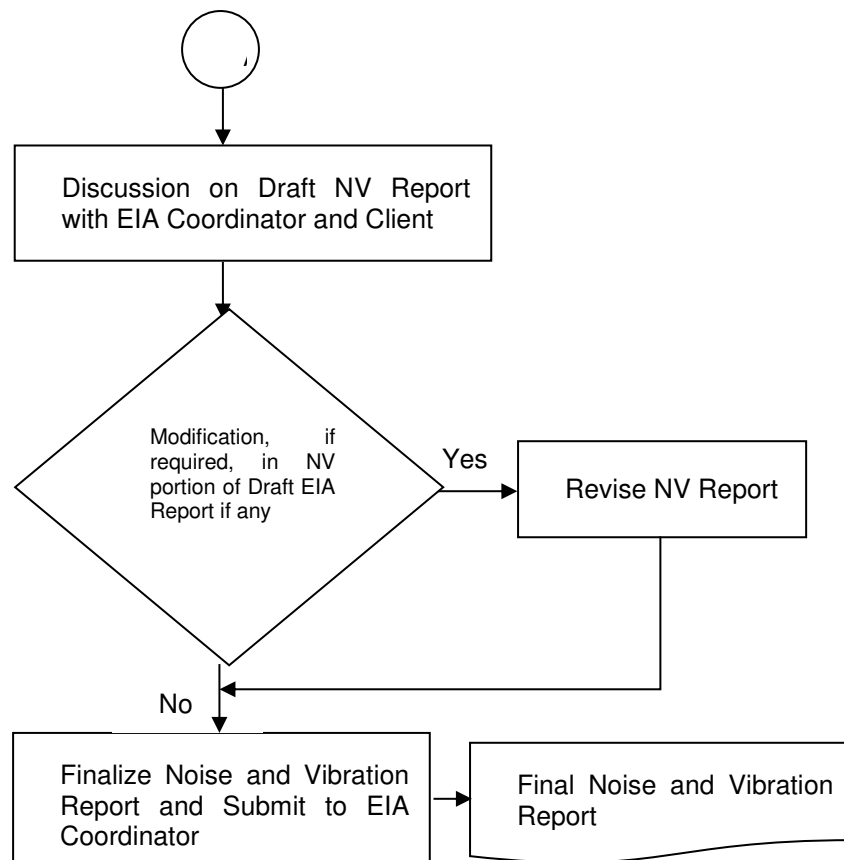 Discussion on Draft NV Report
with EIA Coordinator and Client
Modification, if
required, in NV
portion of Draft EIA
Report if any
Yes
Revise NV Report
No
Finalize Noise and Vibration
Report and Submit to EIA
Coordinator
Final Noise and Vibration
Report